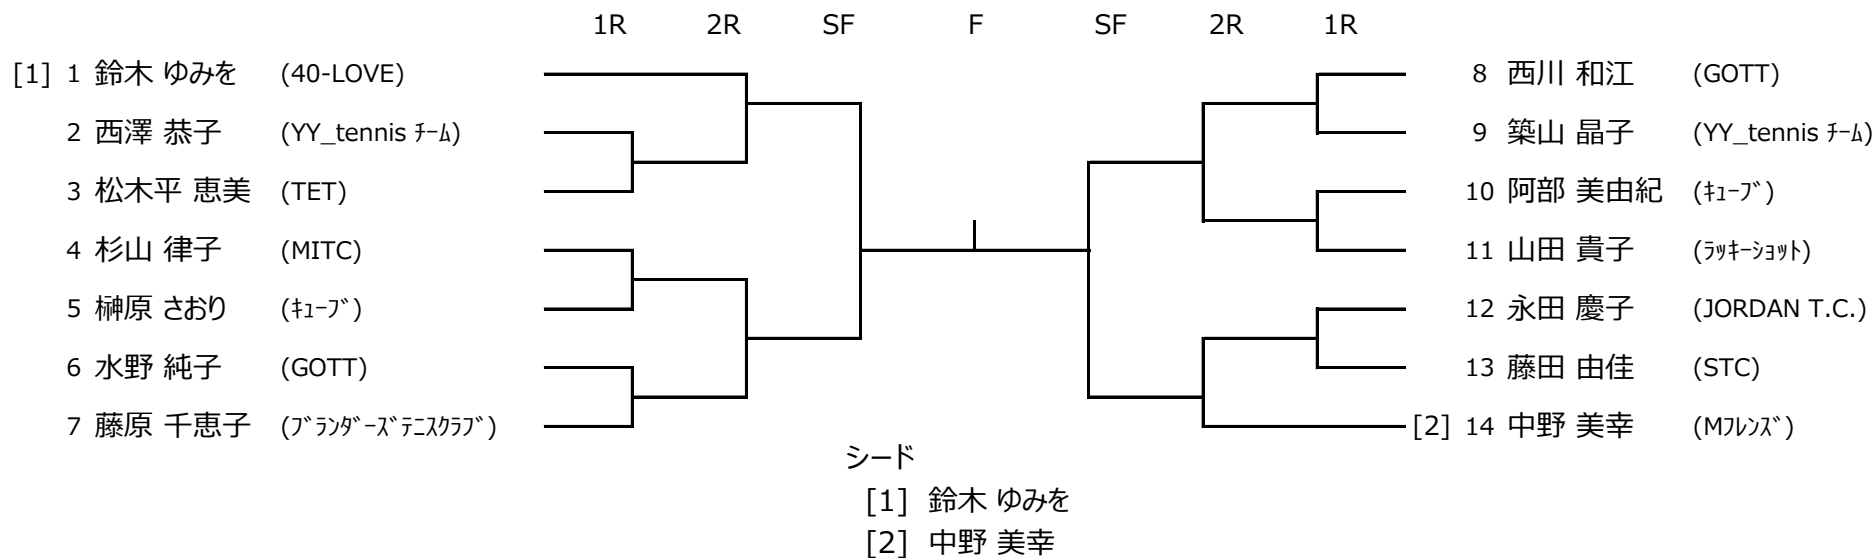 1R 2R SF F SF 2R 1R
[1] 1 鈴木 ゆみを (40-LOVE)
2 西澤 恭子 (YY_tennis ﾁｰﾑ)
3 松木平 恵美 (TET)
4 杉山 律子 (MITC)
5 榊原 さおり (ｷｭｰﾌﾞ)
6 水野 純子 (GOTT)
7 藤原 千恵子 (ﾌﾞﾗﾝﾀﾞｰｽﾞﾃﾆｽｸﾗﾌﾞ)
8 西川 和江 (GOTT)
9 築山 晶子 (YY_tennis ﾁｰﾑ)
10 阿部 美由紀 (ｷｭｰﾌﾞ)
11 山田 貴子 (ﾗｯｷｰｼｮｯﾄ)
12 永田 慶子 (JORDAN T.C.)
13 藤田 由佳 (STC)
[2] 14 中野 美幸 (Mﾌﾚﾝｽﾞ)
シード
[1] 鈴木 ゆみを
[2] 中野 美幸